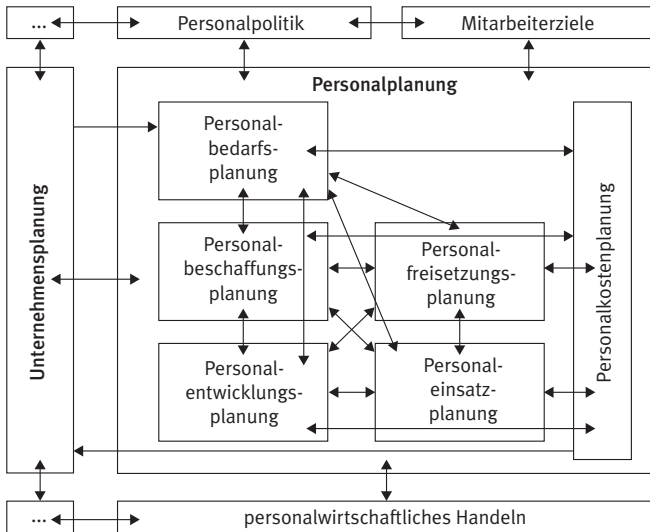 ...
Personalpolitik
Mitarbeiterziele
Unternehmensplanung
Personalplanung
Personal-
bedarfs-
planung
Personal-
beschaffungs-
planung
Personal-
freisetzungs-
planung
Personal-
entwicklungs-
planung
Personal-
einsatz-
planung
Personalkostenplanung
...
personalwirtschaftliches Handeln